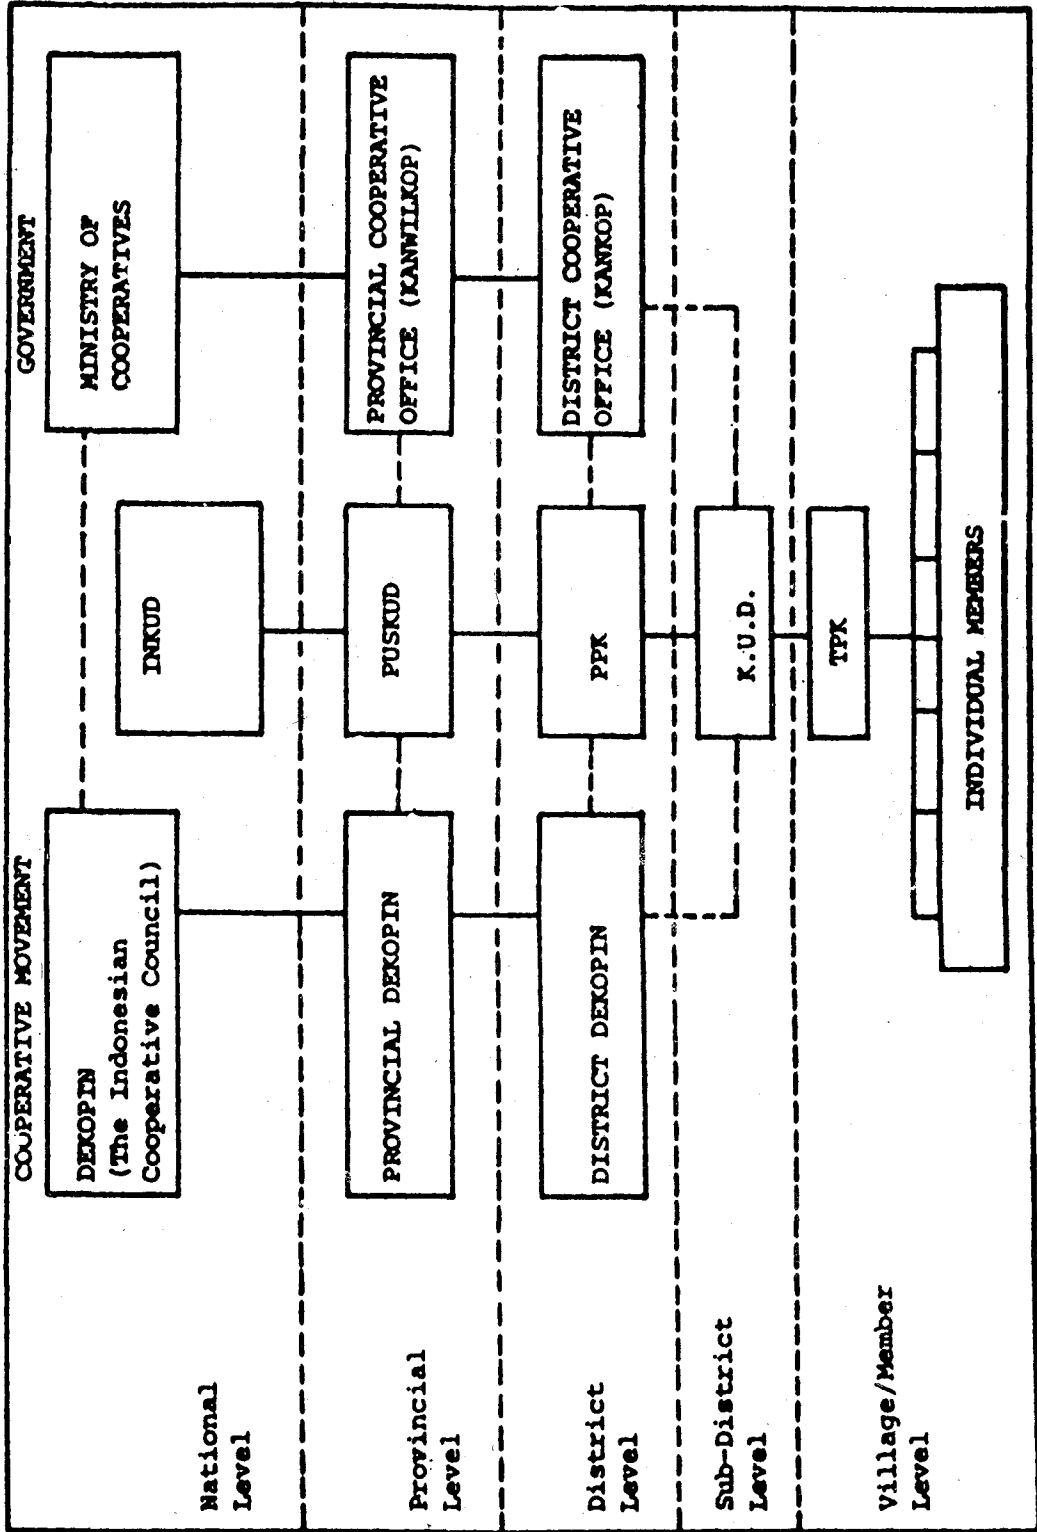 COOPERATIVE MOVEMENT
GOVERNMENT
National
Level
DEKOPIN
(The Indonesian
Cooperative Council)
INKUD
MINISTRY OF
COOPERATIVES
Provincial
Level
PROVINCIAL DEKOPIN
PUSKUD
PROVINCIAL COOPERATIVE
OFFICE (KANWILKOP)
District
Level
DISTRICT DEKOPIN
PPK
DISTRICT COOPERATIVE
OFFICE (KANKOP)
Sub-District
Level
K.U.D.
Village/Member
Level
TPK
INDIVIDUAL MEMBERS